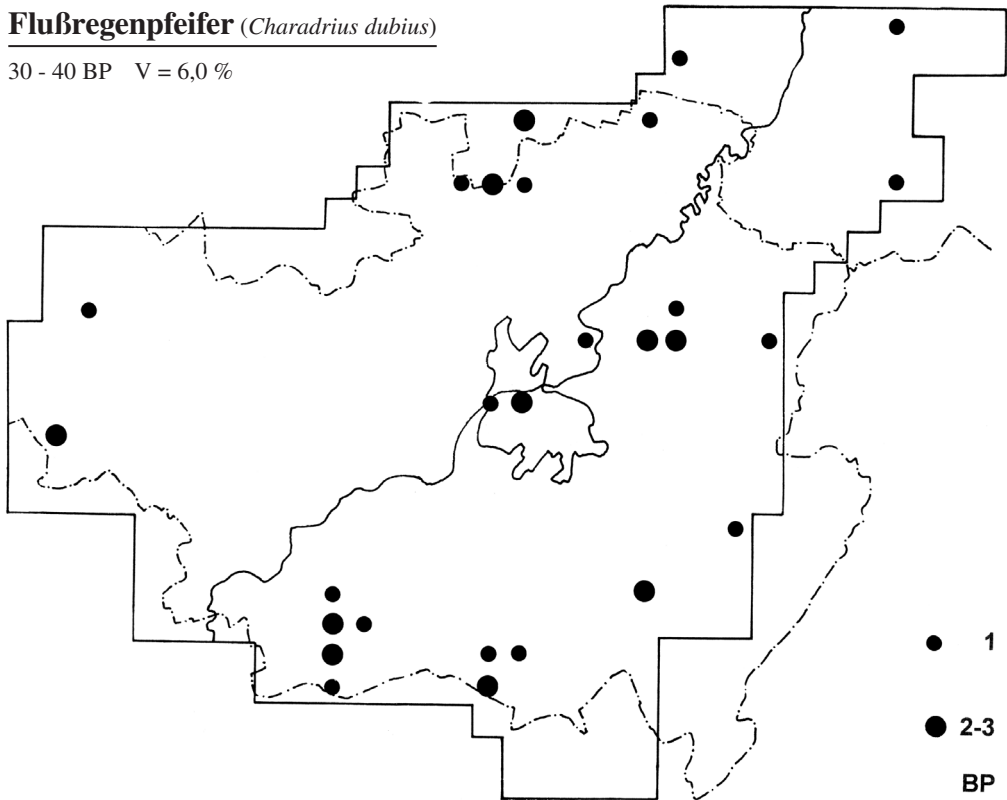 Flußregenpfeifer (Charadrius dubius)
30 - 40 BP V = 6,0 %
1
2-3
BP